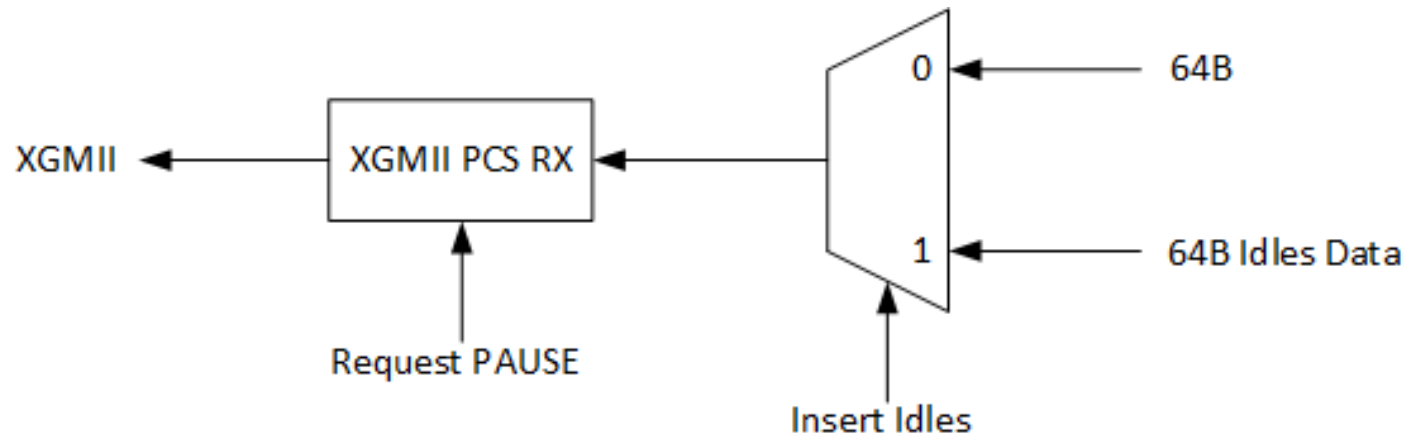 0
64B
XGMII
XGMII PCS RX
1
64B Idles Data
Request PAUSE
Insert Idles